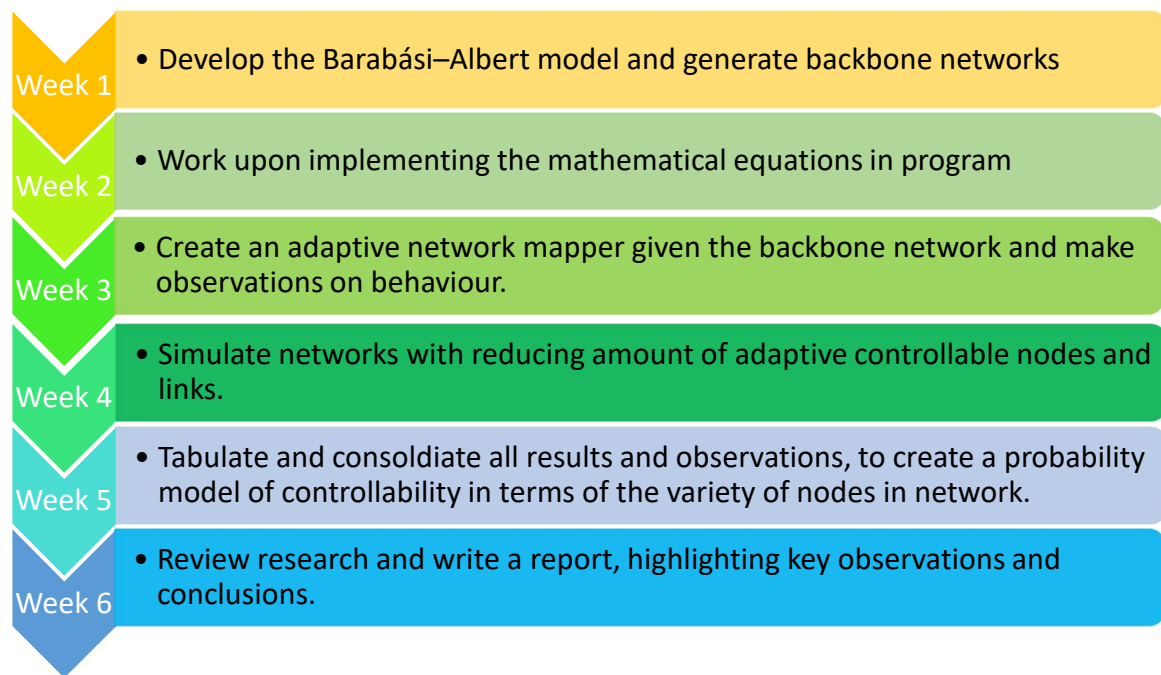 Week 1
• Develop the Barabási–Albert model and generate backbone networks
Week 2
• Work upon implementing the mathematical equations in program
Week 3
• Create an adaptive network mapper given the backbone network and make
observations on behaviour.
Week 4
• Simulate networks with reducing amount of adaptive controllable nodes and
links.
Week 5
• Tabulate and consoldiate all results and observations, to create a probability
model of controllability in terms of the variety of nodes in network.
Week 6
• Review research and write a report, highlighting key observations and
conclusions.